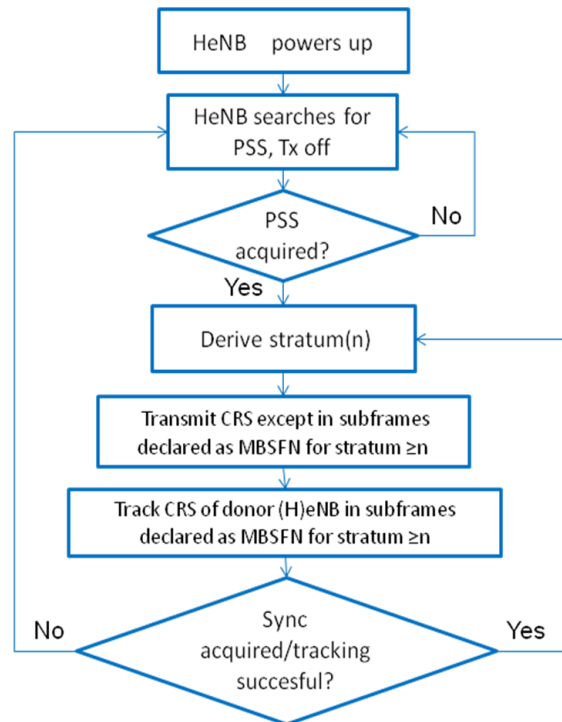 HeNB powers up
HeNB searches for
PSS, Tx off
PSS
acquired?
No
Yes
Derive stratum(n)
Transmit CRS except in subframes
declared as MBSFN for stratum ≥n
Track CRS of donor (H)eNB in subframes
declared as MBSFN for stratum ≥n
No
Sync
acquired/tracking
succesful?
Yes